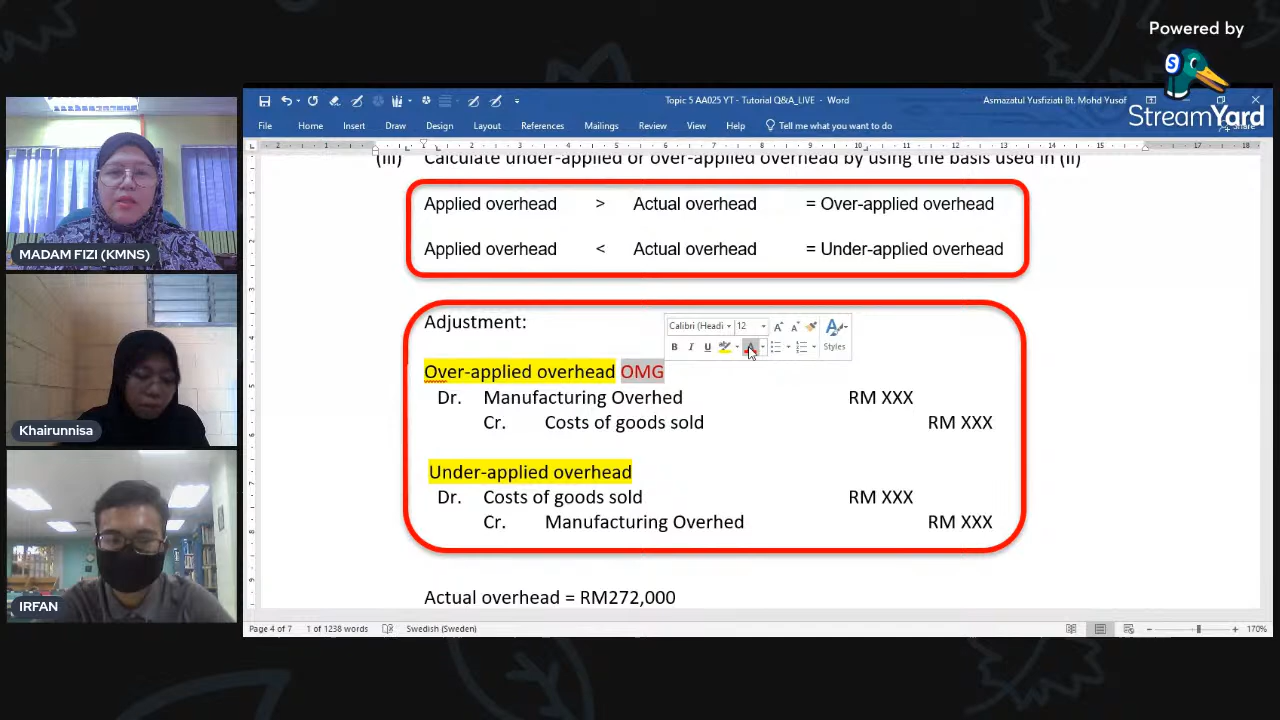 Powered by
StreamYard
Topic 5 AA025 YT - Tutorial Q&A_LIVE - Word
Asmazatul Yusfiziati Bt. Mohd Yusof
File Home Insert Draw Design Layout References Mailings Review View Help Tell me what you want to do
(iii) Calculate under-applied or over-applied overhead by using the basis used in (ii)
Applied overhead > Actual overhead = Over-applied overhead
Applied overhead < Actual overhead = Under-applied overhead
Adjustment:
Calibri (Headi 12
B I U Styles
Over-applied overhead OMG
Dr. Manufacturing Overhed RM XXX
Cr. Costs of goods sold RM XXX
Under-applied overhead
Dr. Costs of goods sold RM XXX
Cr. Manufacturing Overhed RM XXX
Actual overhead = RM272,000
Page 4 of 7 1 of 1238 words Swedish (Sweden) 170%
MADAM FIZI (KMNS)
Khairunnisa
IRFAN